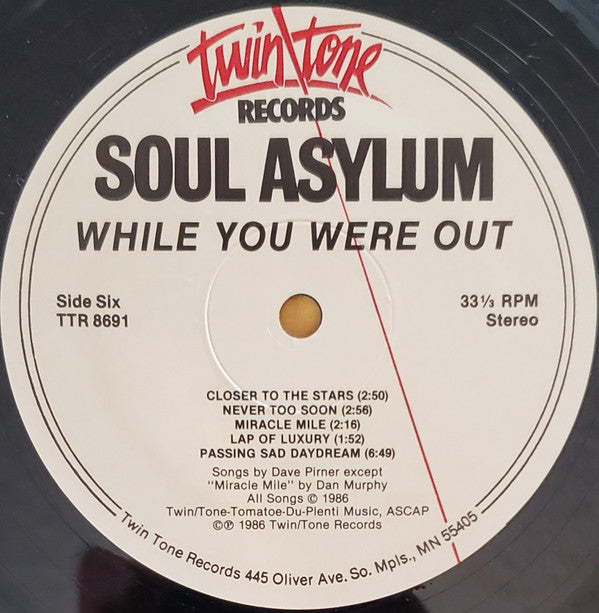 twin\tone
RECORDS
SOUL ASYLUM
WHILE YOU WERE OUT
Side Six
TTR 8691
33⅓ RPM
Stereo
CLOSER TO THE STARS (2:50)
NEVER TOO SOON (2:56)
MIRACLE MILE (2:16)
LAP OF LUXURY (1:52)
PASSING SAD DAYDREAM (6:49)
Songs by Dave Pirner except
"Miracle Mile" by Dan Murphy
All Songs © 1986
Twin/Tone-Tomatoe-Du-Plenti Music, ASCAP
©℗ 1986 Twin/Tone Records
Twin Tone Records 445 Oliver Ave. So. Mpls., MN 55405